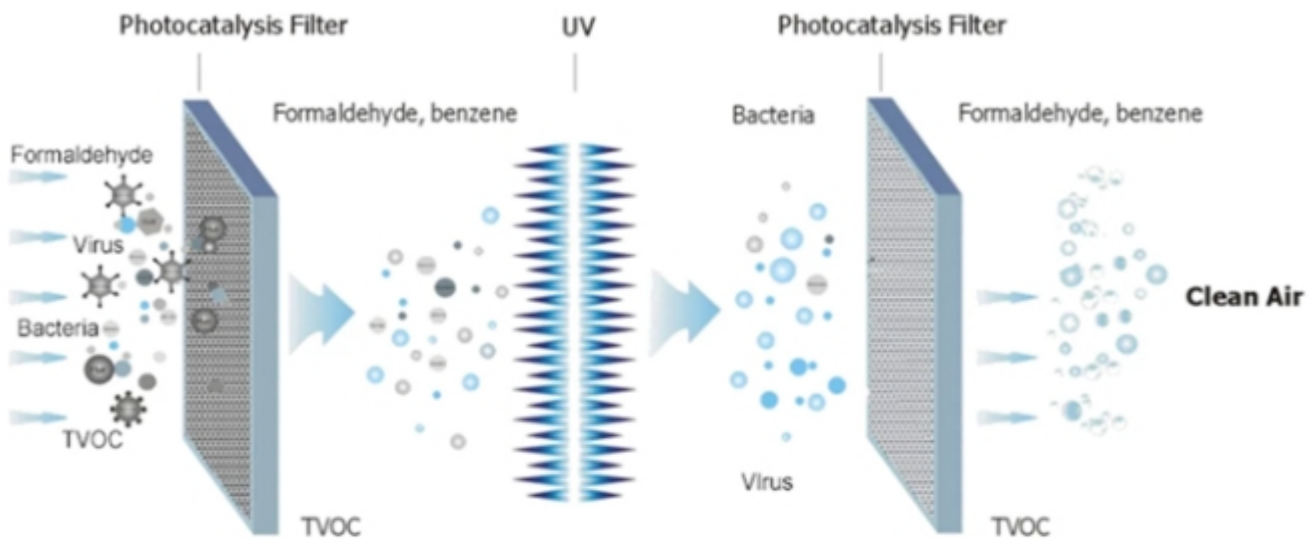 Photocatalysis Filter
UV
Photocatalysis Filter
Formaldehyde, benzene
Bacteria
Formaldehyde, benzene
Formaldehyde
Virus
Bacteria
TVOC
Clean Air
VIrus
TVOC
TVOC